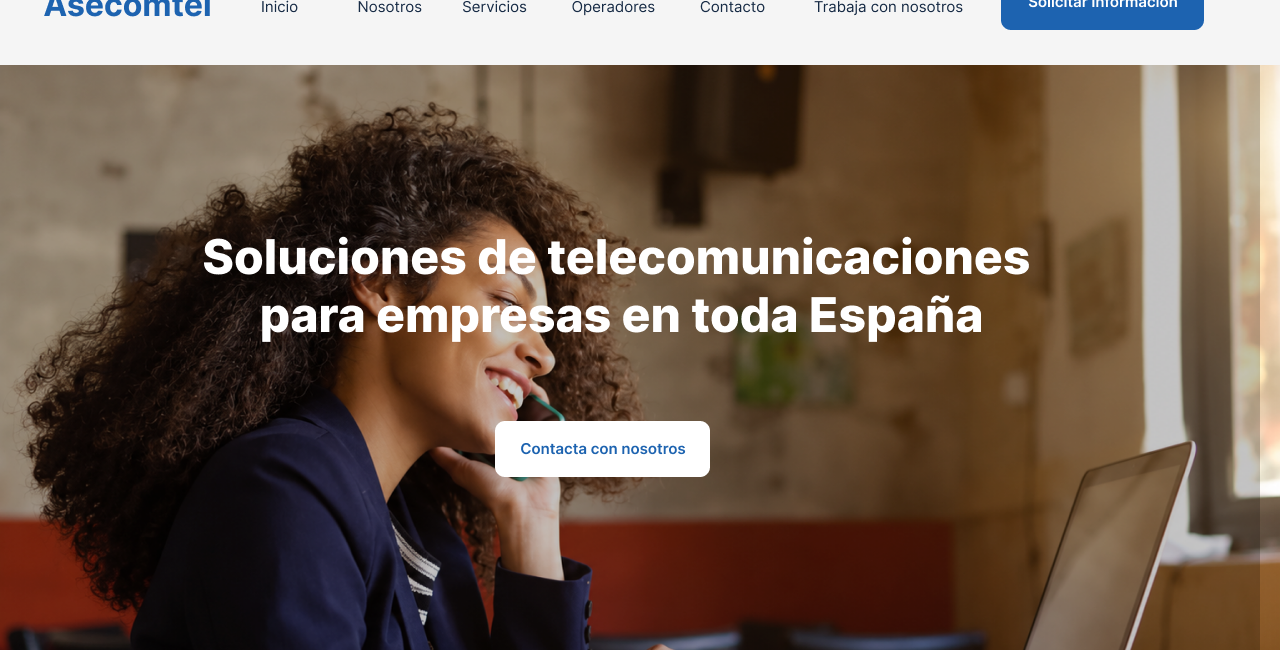 Asecomtel
Inicio
Nosotros
Servicios
Operadores
Contacto
Trabaja con nosotros
Solicitar información
Soluciones de telecomunicaciones
para empresas en toda España
Contacta con nosotros